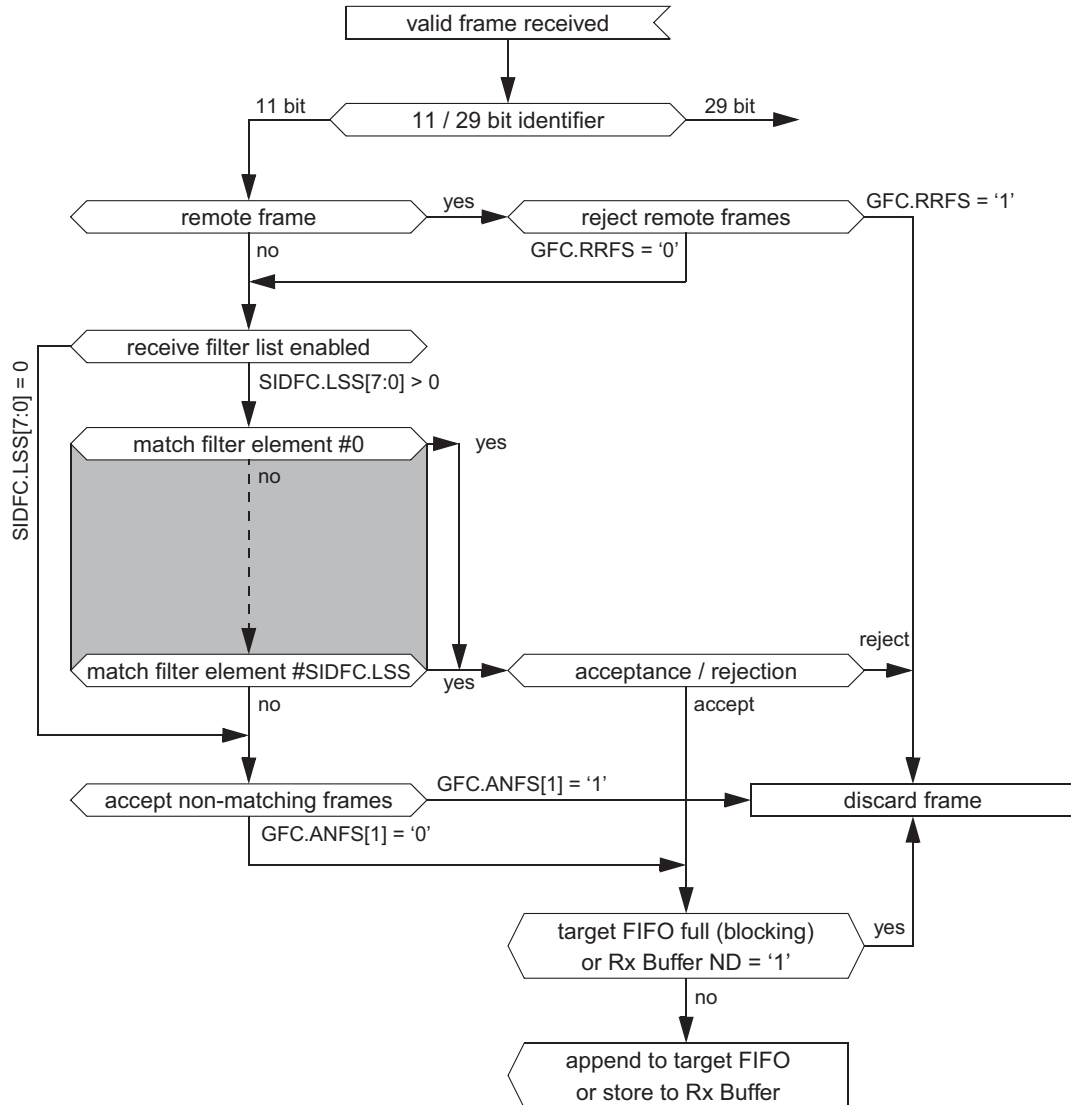 valid frame received
11 bit
11 / 29 bit identifier
29 bit
remote frame
yes
reject remote frames
GFC.RRFS = ‘1’
no
GFC.RRFS = ‘0’
receive filter list enabled
SIDFC.LSS[7:0] = 0
SIDFC.LSS[7:0] > 0
match filter element #0
yes
no
match filter element #SIDFC.LSS
yes
acceptance / rejection
reject
no
accept
accept non-matching frames
GFC.ANFS[1] = ‘1’
discard frame
GFC.ANFS[1] = ‘0’
target FIFO full (blocking)
or Rx Buffer ND = ‘1’
yes
no
append to target FIFO
or store to Rx Buffer